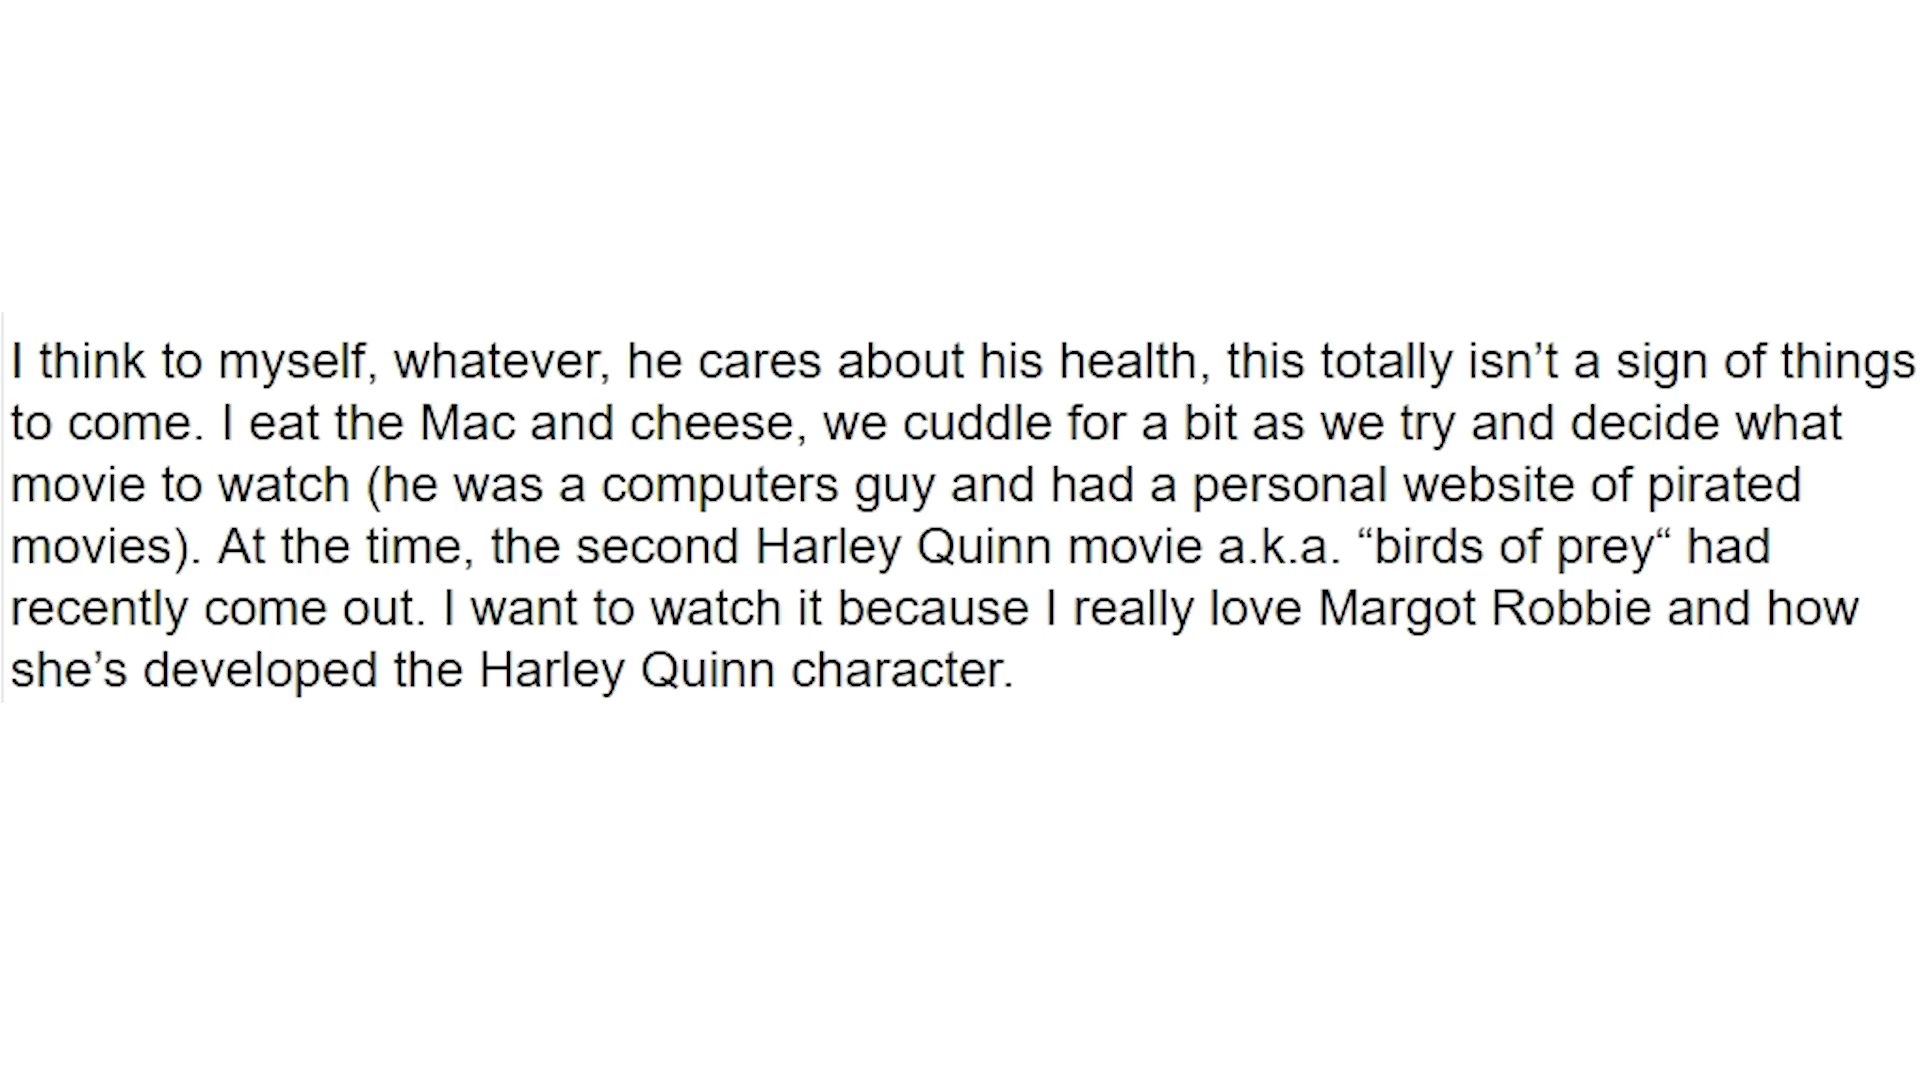 I think to myself, whatever, he cares about his health, this totally isn’t a sign of things
to come. I eat the Mac and cheese, we cuddle for a bit as we try and decide what
movie to watch (he was a computers guy and had a personal website of pirated
movies). At the time, the second Harley Quinn movie a.k.a. “birds of prey“ had
recently come out. I want to watch it because I really love Margot Robbie and how
she’s developed the Harley Quinn character.